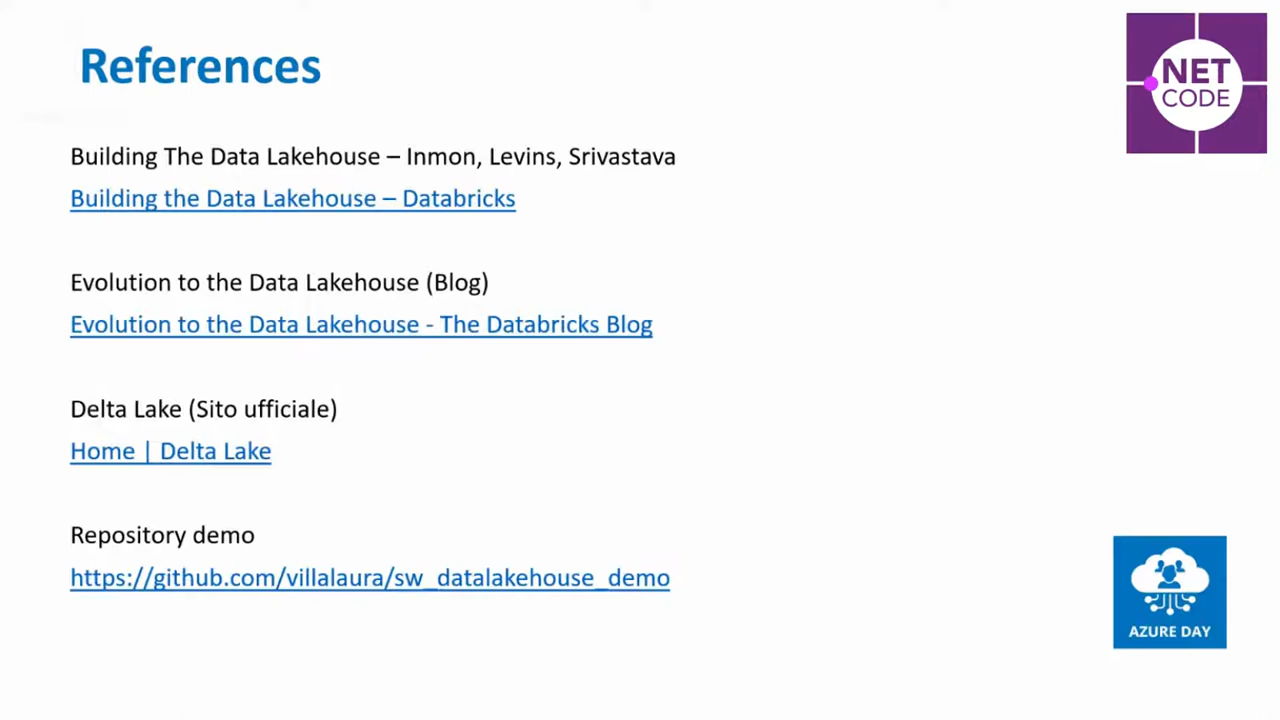 References
NET
CODE
Building The Data Lakehouse – Inmon, Levins, Srivastava
Building the Data Lakehouse – Databricks
Evolution to the Data Lakehouse (Blog)
Evolution to the Data Lakehouse - The Databricks Blog
Delta Lake (Sito ufficiale)
Home | Delta Lake
Repository demo
https://github.com/villalaura/sw_datalakehouse_demo
AZURE DAY